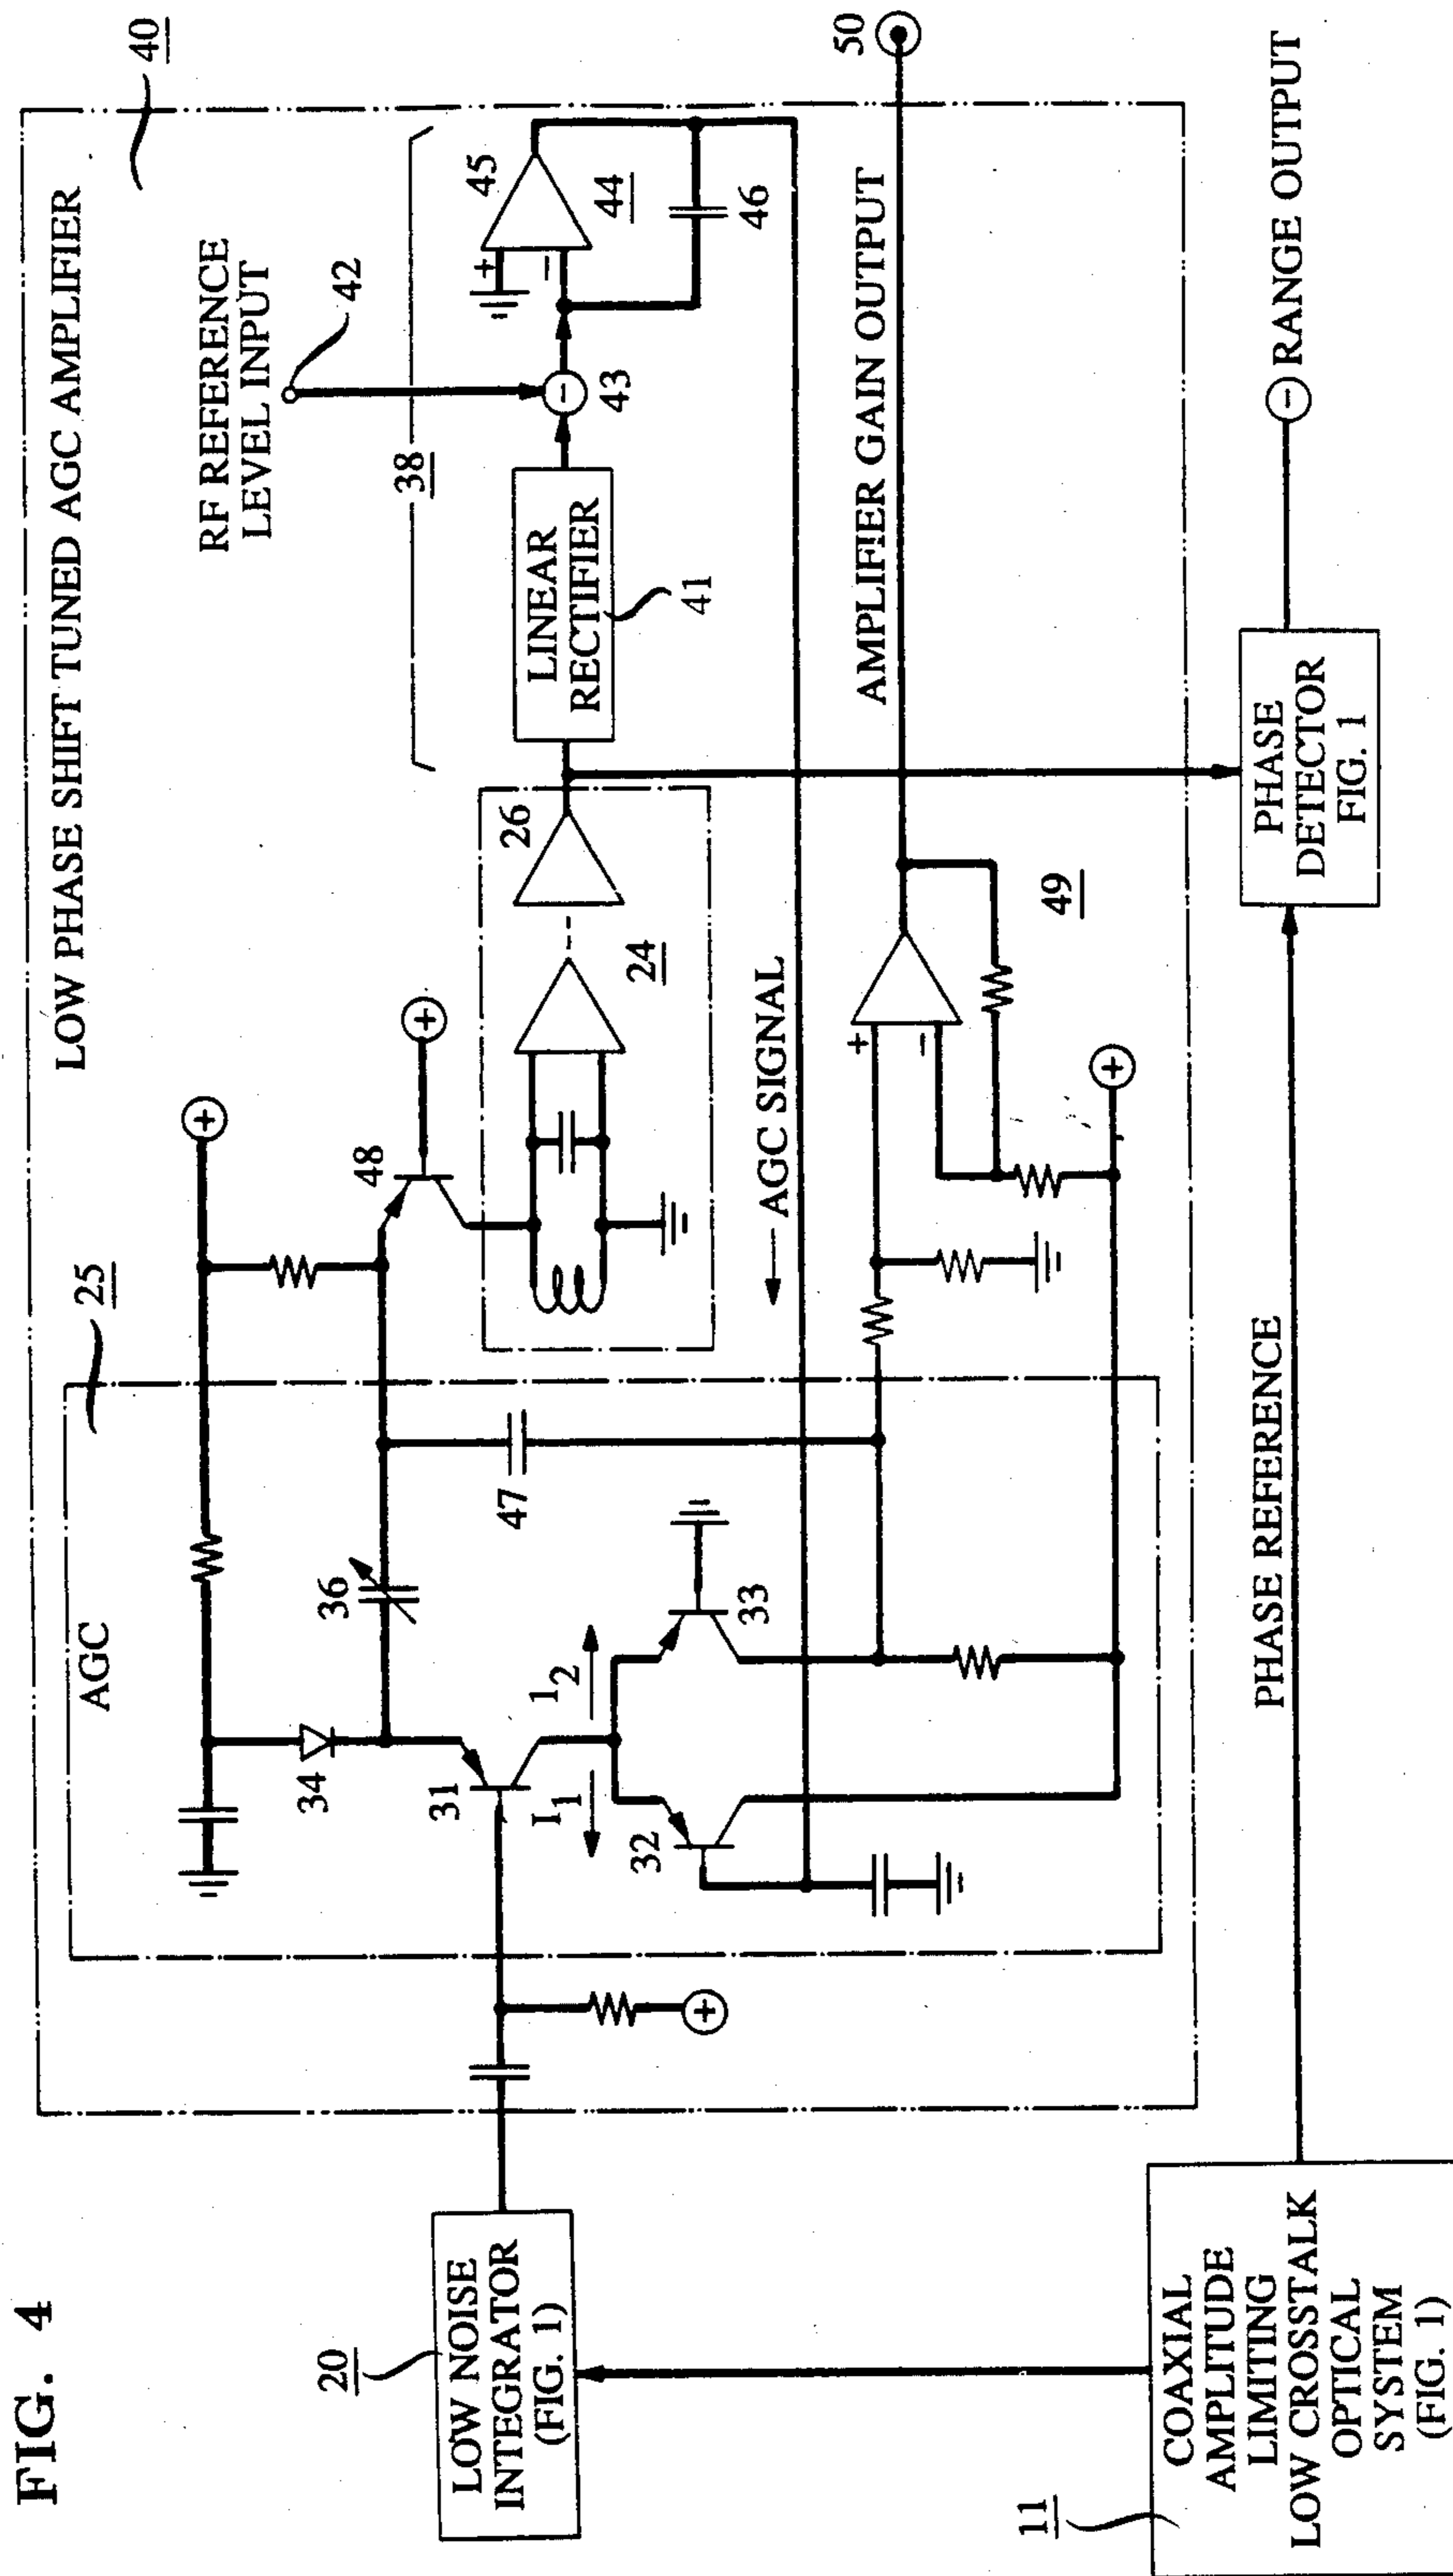 FIG. 4
LOW PHASE SHIFT TUNED AGC AMPLIFIER
40
AGC
25
RF REFERENCE
LEVEL INPUT
42
38
34
36
48
26
24
LINEAR
RECTIFIER
41
43
45
44
46
+
−
31
I1
I2
32
33
47
← AGC SIGNAL
AMPLIFIER GAIN OUTPUT
50
49
+
−
20
LOW NOISE
INTEGRATOR
(FIG. 1)
11
COAXIAL
AMPLITUDE
LIMITING
LOW CROSSTALK
OPTICAL
SYSTEM
(FIG. 1)
PHASE REFERENCE
PHASE
DETECTOR
FIG. 1
RANGE OUTPUT